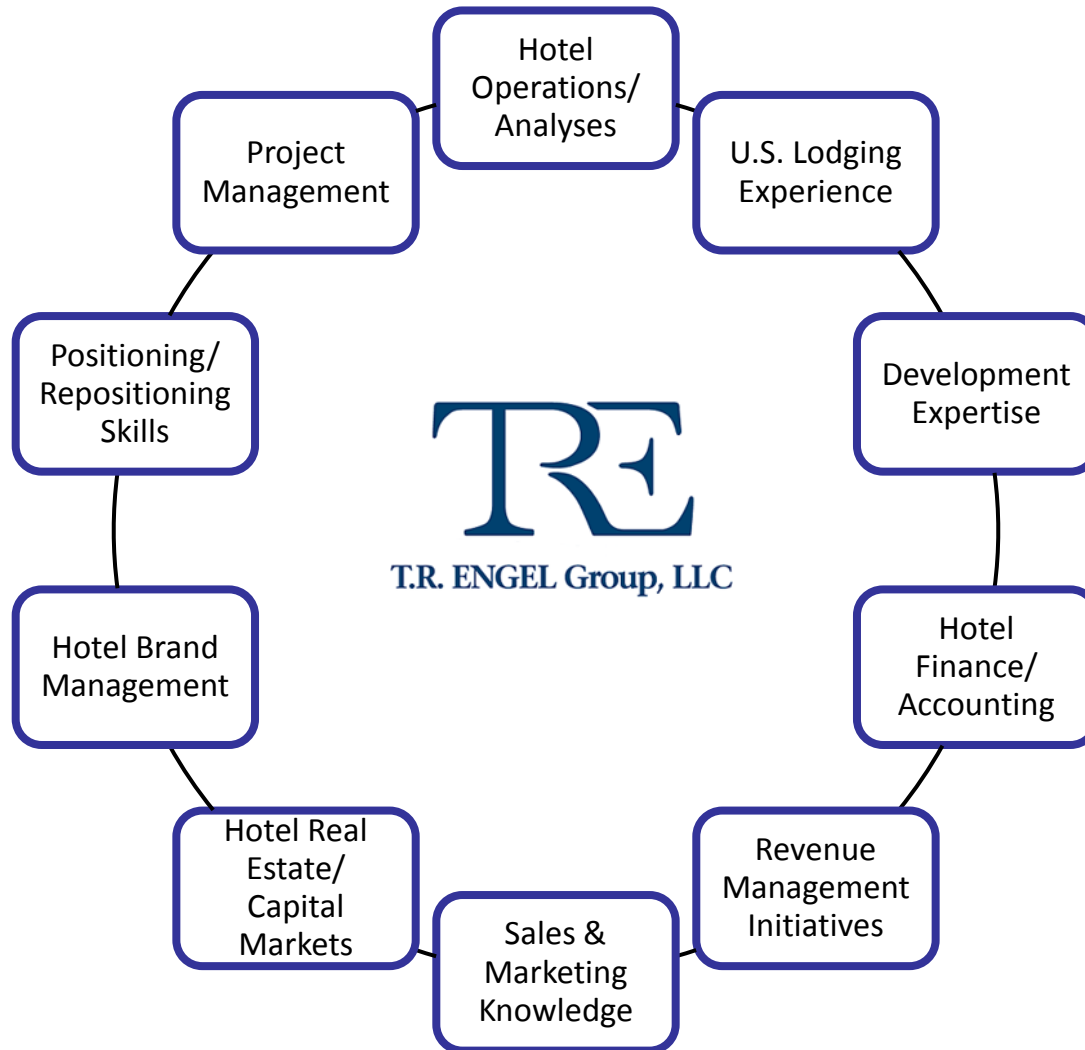 Hotel
Operations/
Analyses
U.S. Lodging
Experience
Development
Expertise
Hotel
Finance/
Accounting
Revenue
Management
Initiatives
Sales &
Marketing
Knowledge
Hotel Real
Estate/
Capital
Markets
Hotel Brand
Management
Positioning/
Repositioning
Skills
Project
Management
TRE
T.R. ENGEL Group, LLC